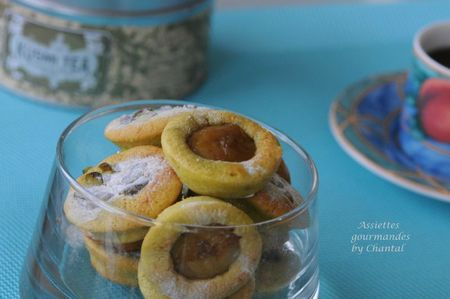 KUSMI TEA
Assiettes
gourmandes
by Chantal